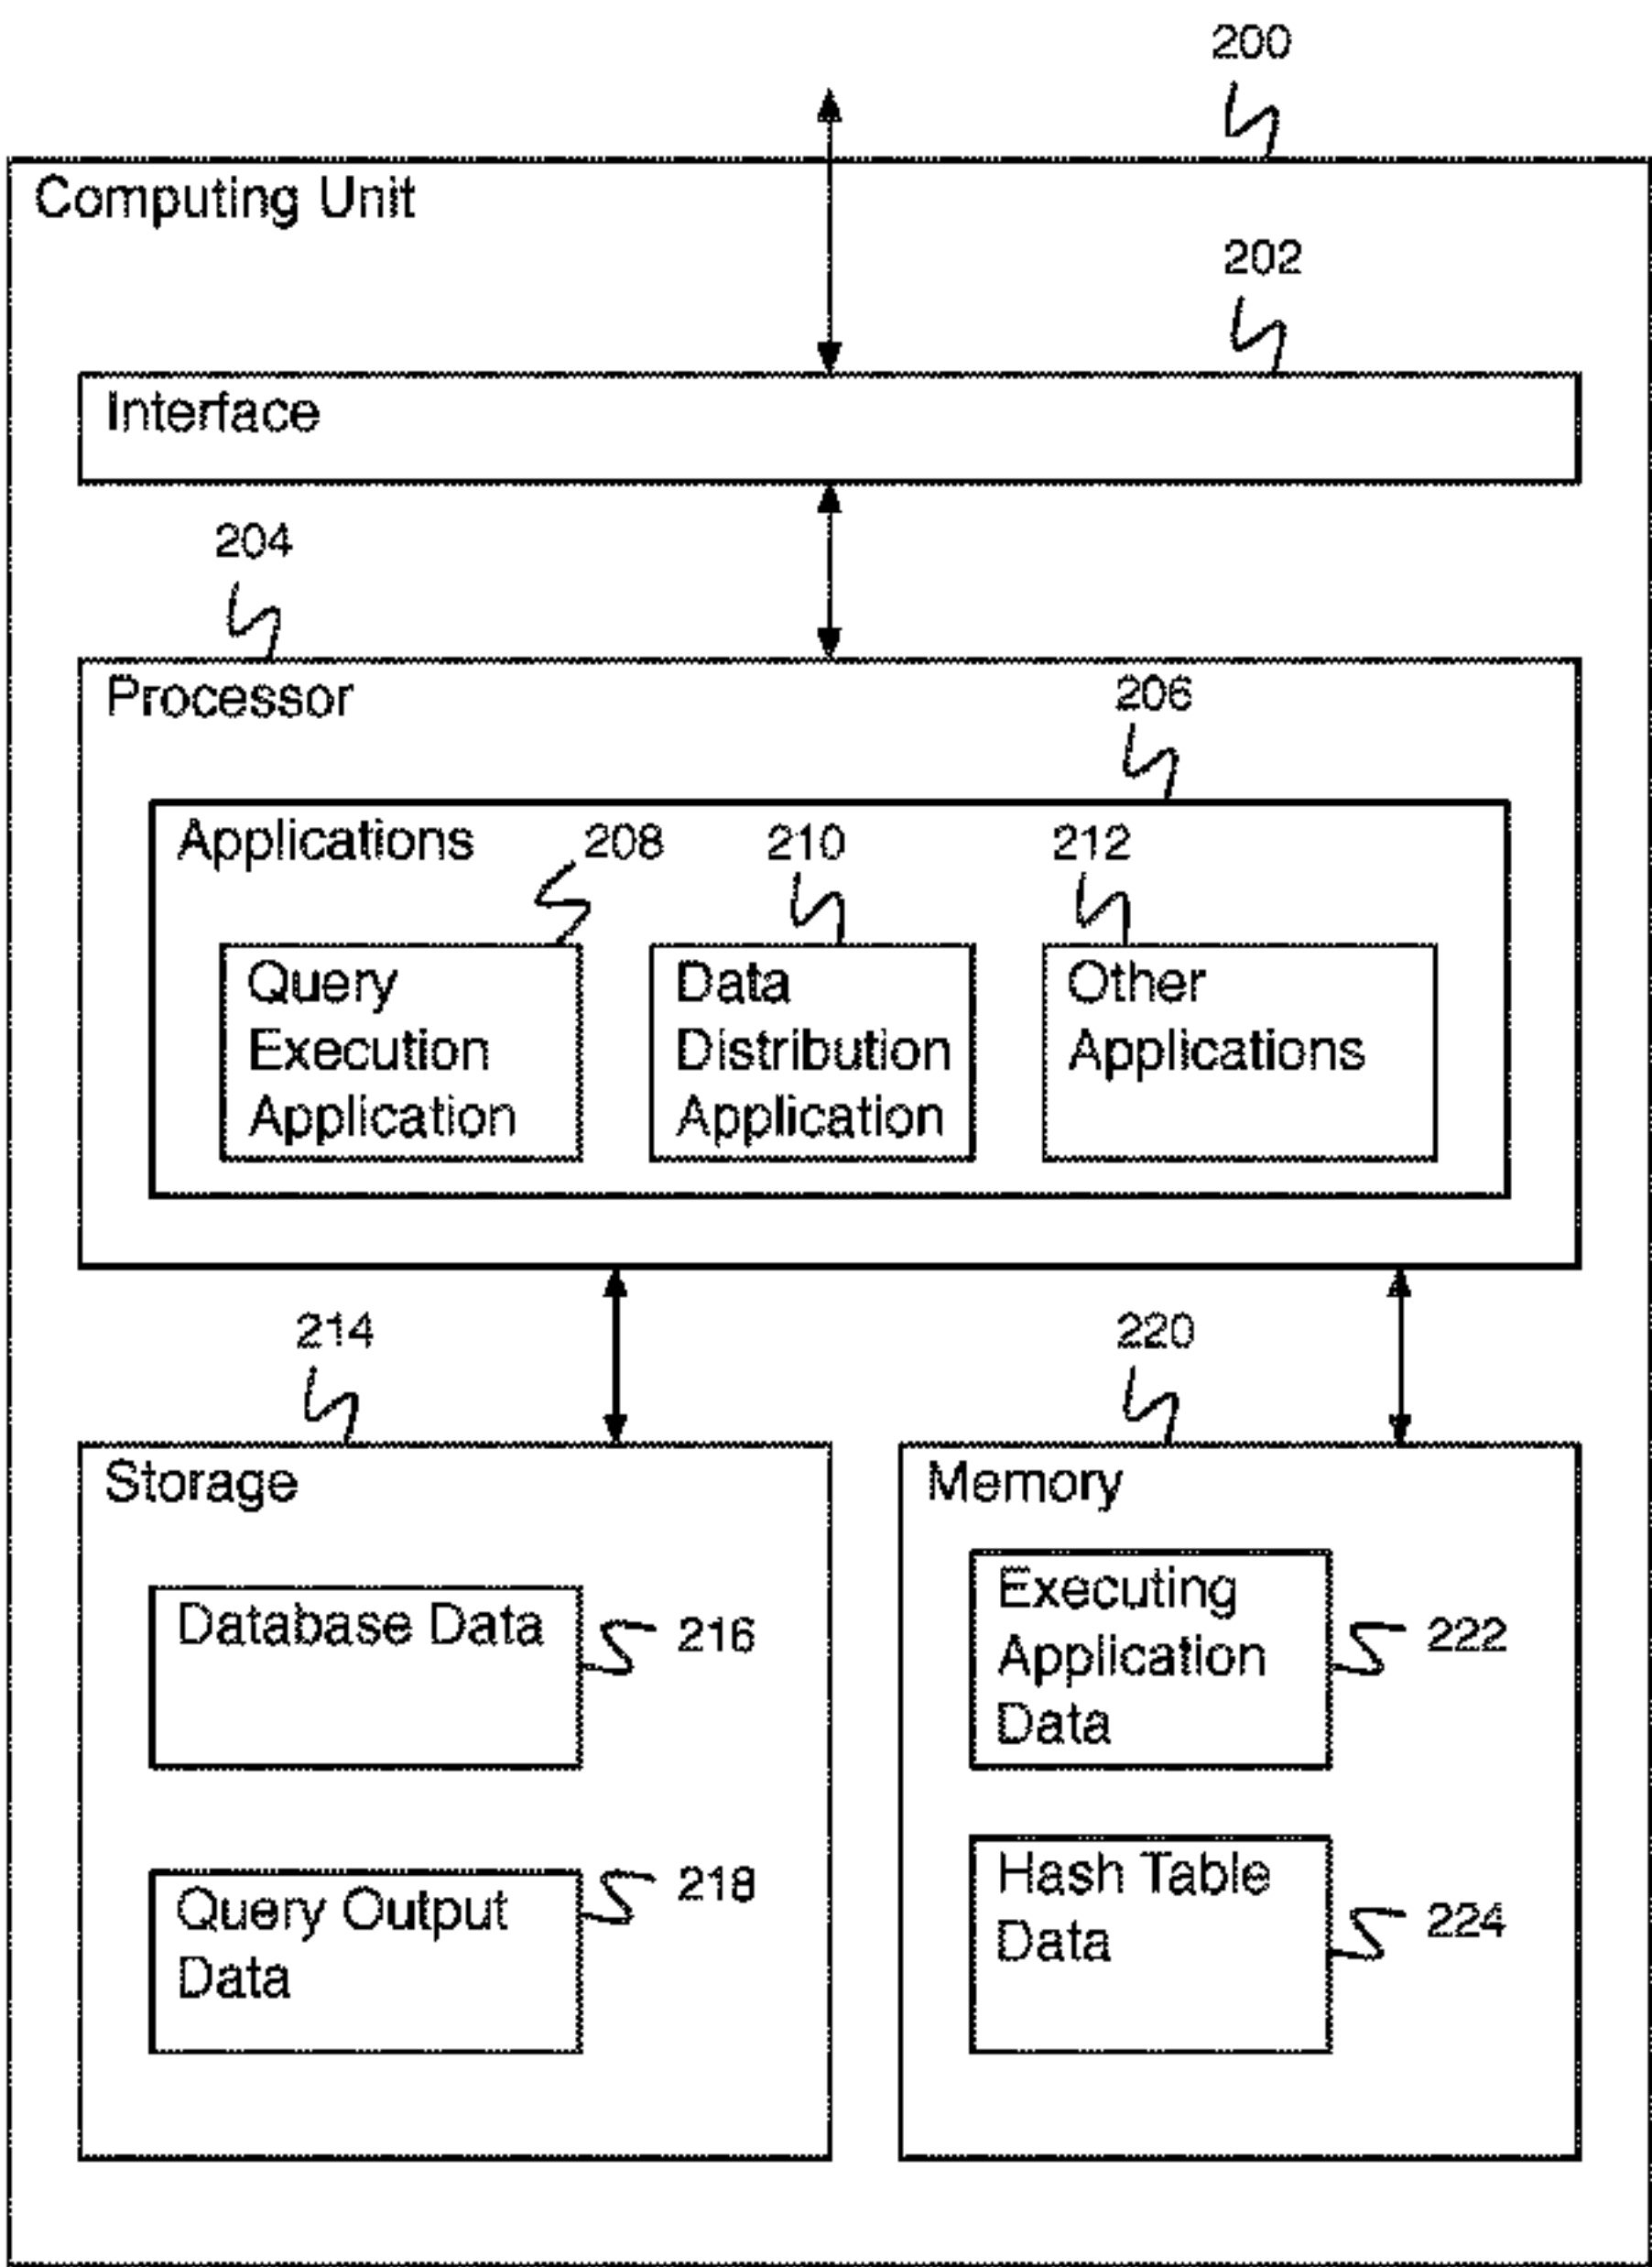 200
Computing Unit
202
Interface
204
Processor
206
Applications
208
210
212
Query
Execution
Application
Data
Distribution
Application
Other
Applications
214
220
Storage
Database Data
216
Query Output
Data
218
Memory
Executing
Application
Data
222
Hash Table
Data
224